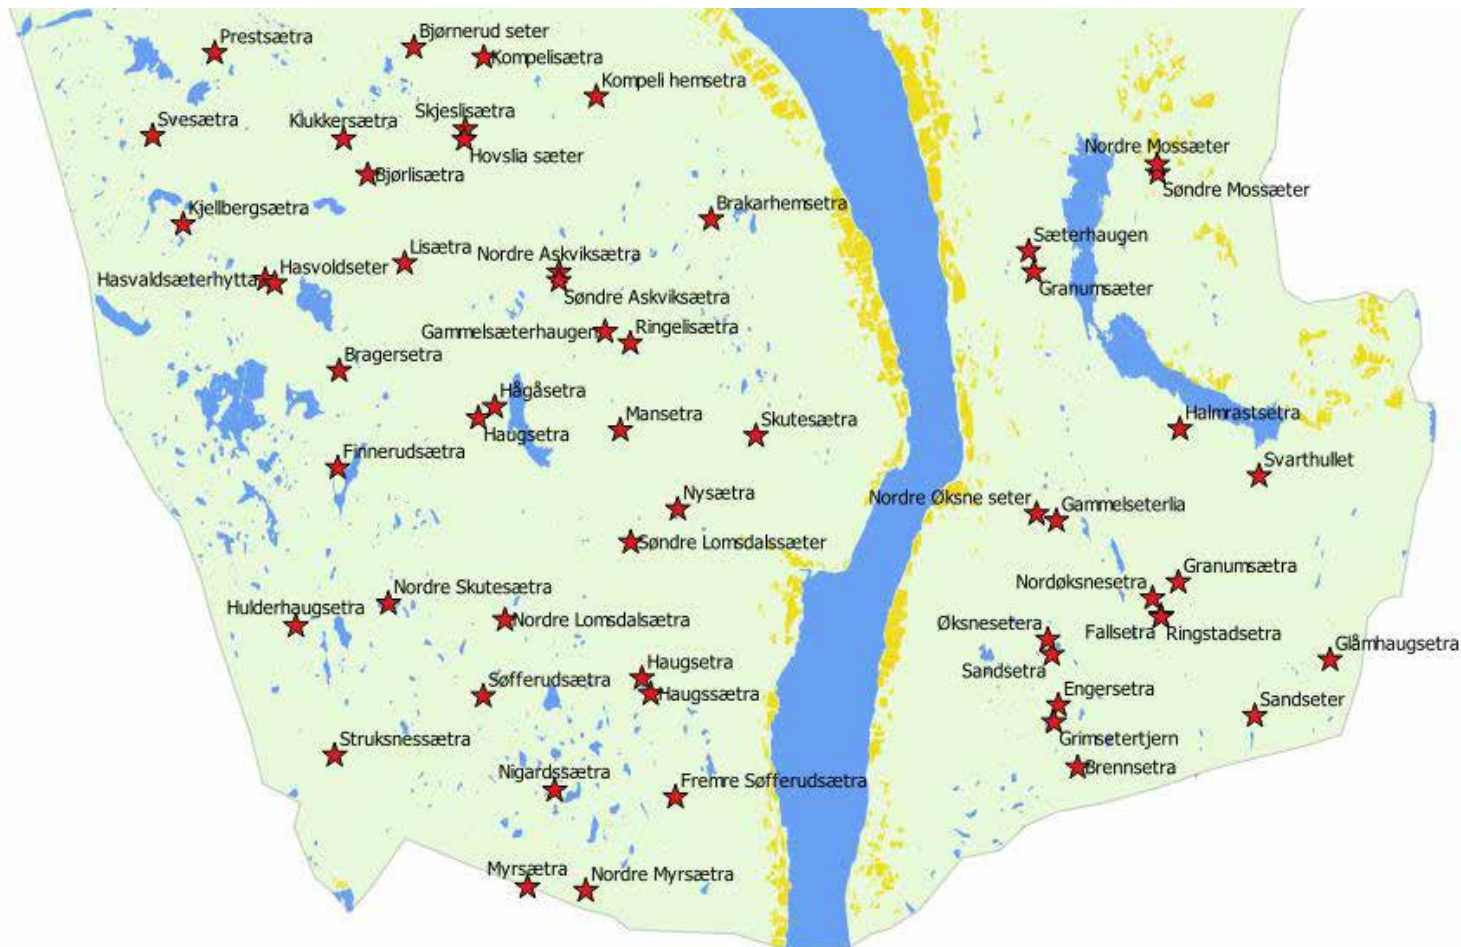 Bjørnerud seter
Prestsætra
Kompelisætra
Kompeli hemsetra
Skjeslisætra
Svesætra
Klukkersætra
Hovslia sæter
Nordre Mossæter
Bjørlisætra
Søndre Mossæter
Kjellbergsætra
Brakarhemsetra
Sæterhaugen
Lisætra
Nordre Askviksætra
Hasvoldseter
Hasvaldsæterhytta
Granumsæter
Søndre Askviksætra
Gammelsæterhaugen
Ringelisætra
Bragersetra
Hågåsetra
Mansetra
Skutesætra
Halmrastsetra
Haugsetra
Finnerudsætra
Svarthullet
Nysætra
Nordre Øksne seter
Gammelseterlia
Søndre Lomsdalssæter
Granumsætra
Nordøksnesetra
Nordre Skutesætra
Hulderhaugsetra
Nordre Lomsdalsætra
Øksnesetera
Fallsetra
Ringstadsetra
Glåmhaugsetra
Haugsetra
Sandsetra
Søfferudsætra
Haugssætra
Engersetra
Sandseter
Struksnessætra
Grimsetertjern
Brennsetra
Nigardssætra
Fremre Søfferudsætra
Myrsætra
Nordre Myrsætra